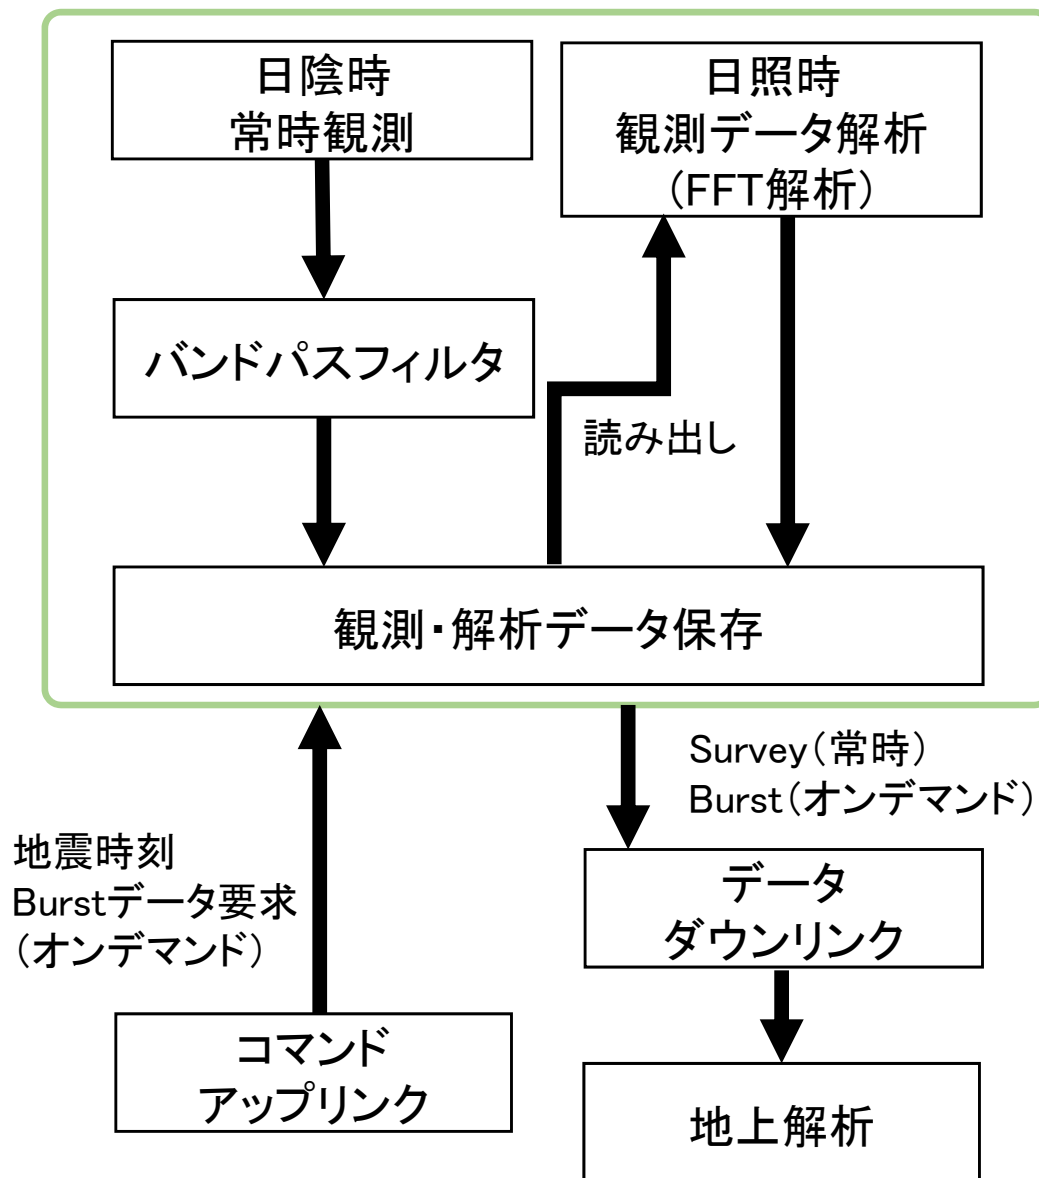 日陰時
常時観測
日照時
観測データ解析
(FFT解析)
バンドパスフィルタ
読み出し
観測・解析データ保存
Survey(常時)
Burst(オンデマンド)
地震時刻
Burstデータ要求
(オンデマンド)
データ
ダウンリンク
コマンド
アップリンク
地上解析